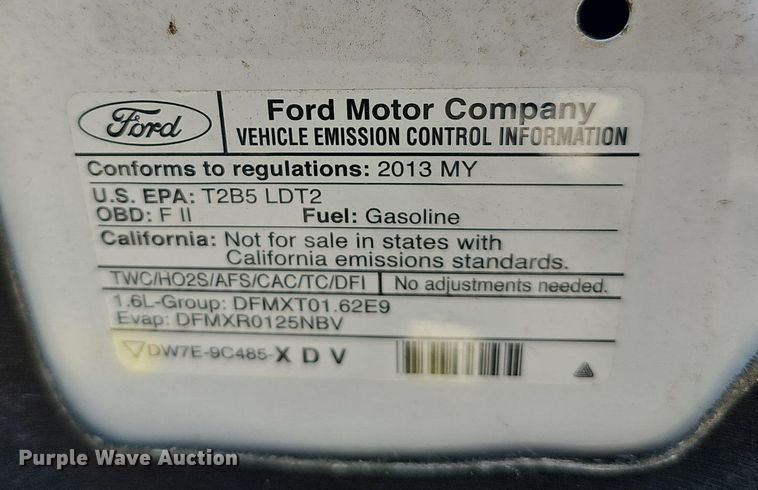 Ford
Ford Motor Company
VEHICLE EMISSION CONTROL INFORMATION
Conforms to regulations: 2013 MY
U.S. EPA: T2B5 LDT2
OBD: F II Fuel: Gasoline
California: Not for sale in states with
California emissions standards.
TWC/HO2S/AFS/CAC/TC/DFI No adjustments needed.
1.6L-Group: DFMXT01.62E9
Evap: DFMXR0125NBV
DW7E-9C485-X D V
Purple Wave Auction